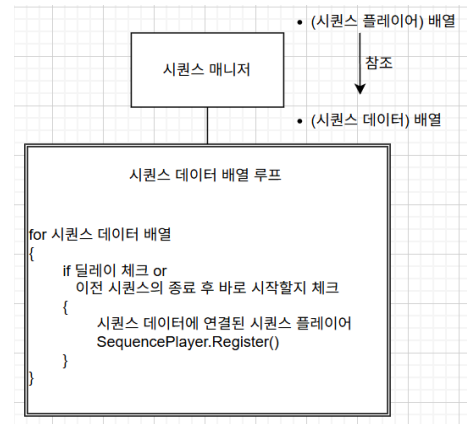 • (시퀀스 플레이어) 배열
시퀀스 매니저
참조
• (시퀀스 데이터) 배열
시퀀스 데이터 배열 루프
for 시퀀스 데이터 배열
{
if 딜레이 체크 or
이전 시퀀스의 종료 후 바로 시작할지 체크
{
시퀀스 데이터에 연결된 시퀀스 플레이어
SequencePlayer.Register()
}
}